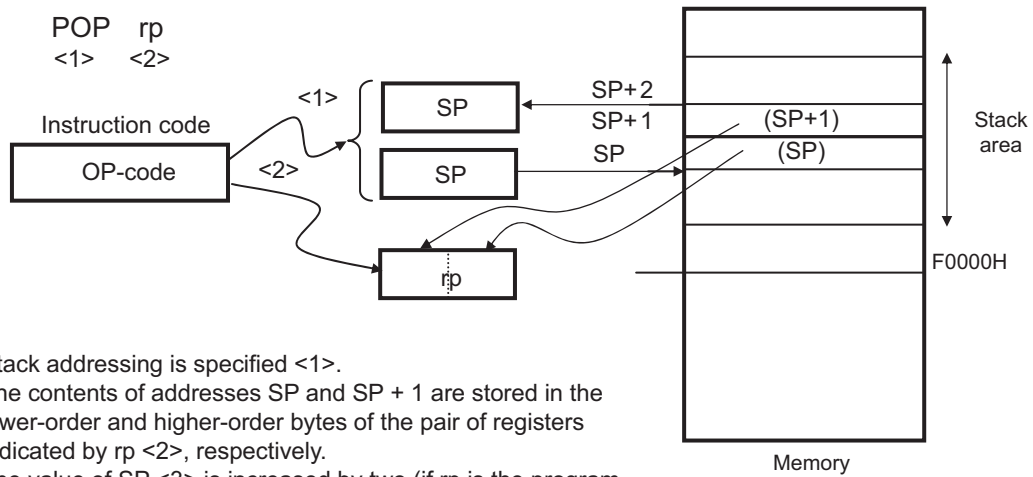 POP rp
<1> <2>
Instruction code
OP-code
<1>
<2>
SP
SP
rp
SP+2
SP+1
SP
(SP+1)
(SP)
Stack
area
F0000H
Memory
tack addressing is specified <1>.
he contents of addresses SP and SP + 1 are stored in the
wer-order and higher-order bytes of the pair of registers
dicated by rp <2>, respectively.